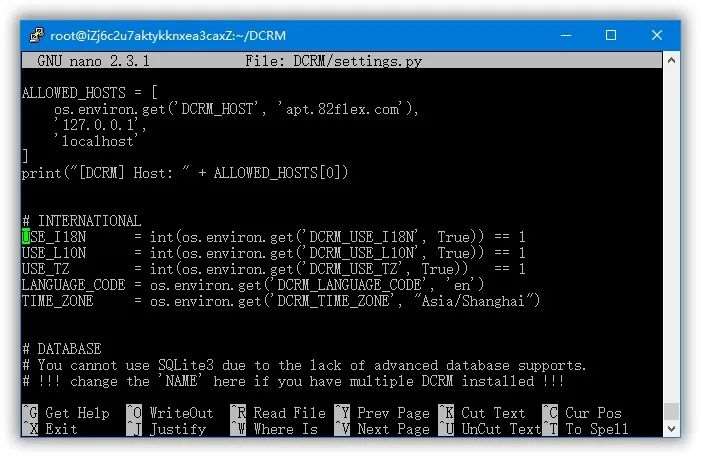 root@iZj6c2u7aktykknxea3caxZ:~/DCRM
GNU nano 2.3.1 File: DCRM/settings.py
ALLOWED_HOSTS = [
    os.environ.get('DCRM_HOST', 'apt.82flex.com'),
    '127.0.0.1',
    'localhost'
]
print("[DCRM] Host: " + ALLOWED_HOSTS[0])
# INTERNATIONAL
USE_I18N      = int(os.environ.get('DCRM_USE_I18N', True)) == 1
USE_L10N      = int(os.environ.get('DCRM_USE_L10N', True)) == 1
USE_TZ        = int(os.environ.get('DCRM_USE_TZ', True))   == 1
LANGUAGE_CODE = os.environ.get('DCRM_LANGUAGE_CODE', 'en')
TIME_ZONE     = os.environ.get('DCRM_TIME_ZONE', "Asia/Shanghai")
# DATABASE
# You cannot use SQLite3 due to the lack of advanced database supports.
# !!! change the 'NAME' here if you have multiple DCRM installed !!!
^G Get Help ^O WriteOut ^R Read File ^Y Prev Page ^K Cut Text ^C Cur Pos
^X Exit ^J Justify ^W Where Is ^V Next Page ^U UnCut Text ^T To Spell